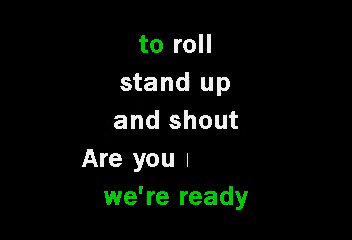 to roll
stand up
and shout
Are you
we're ready